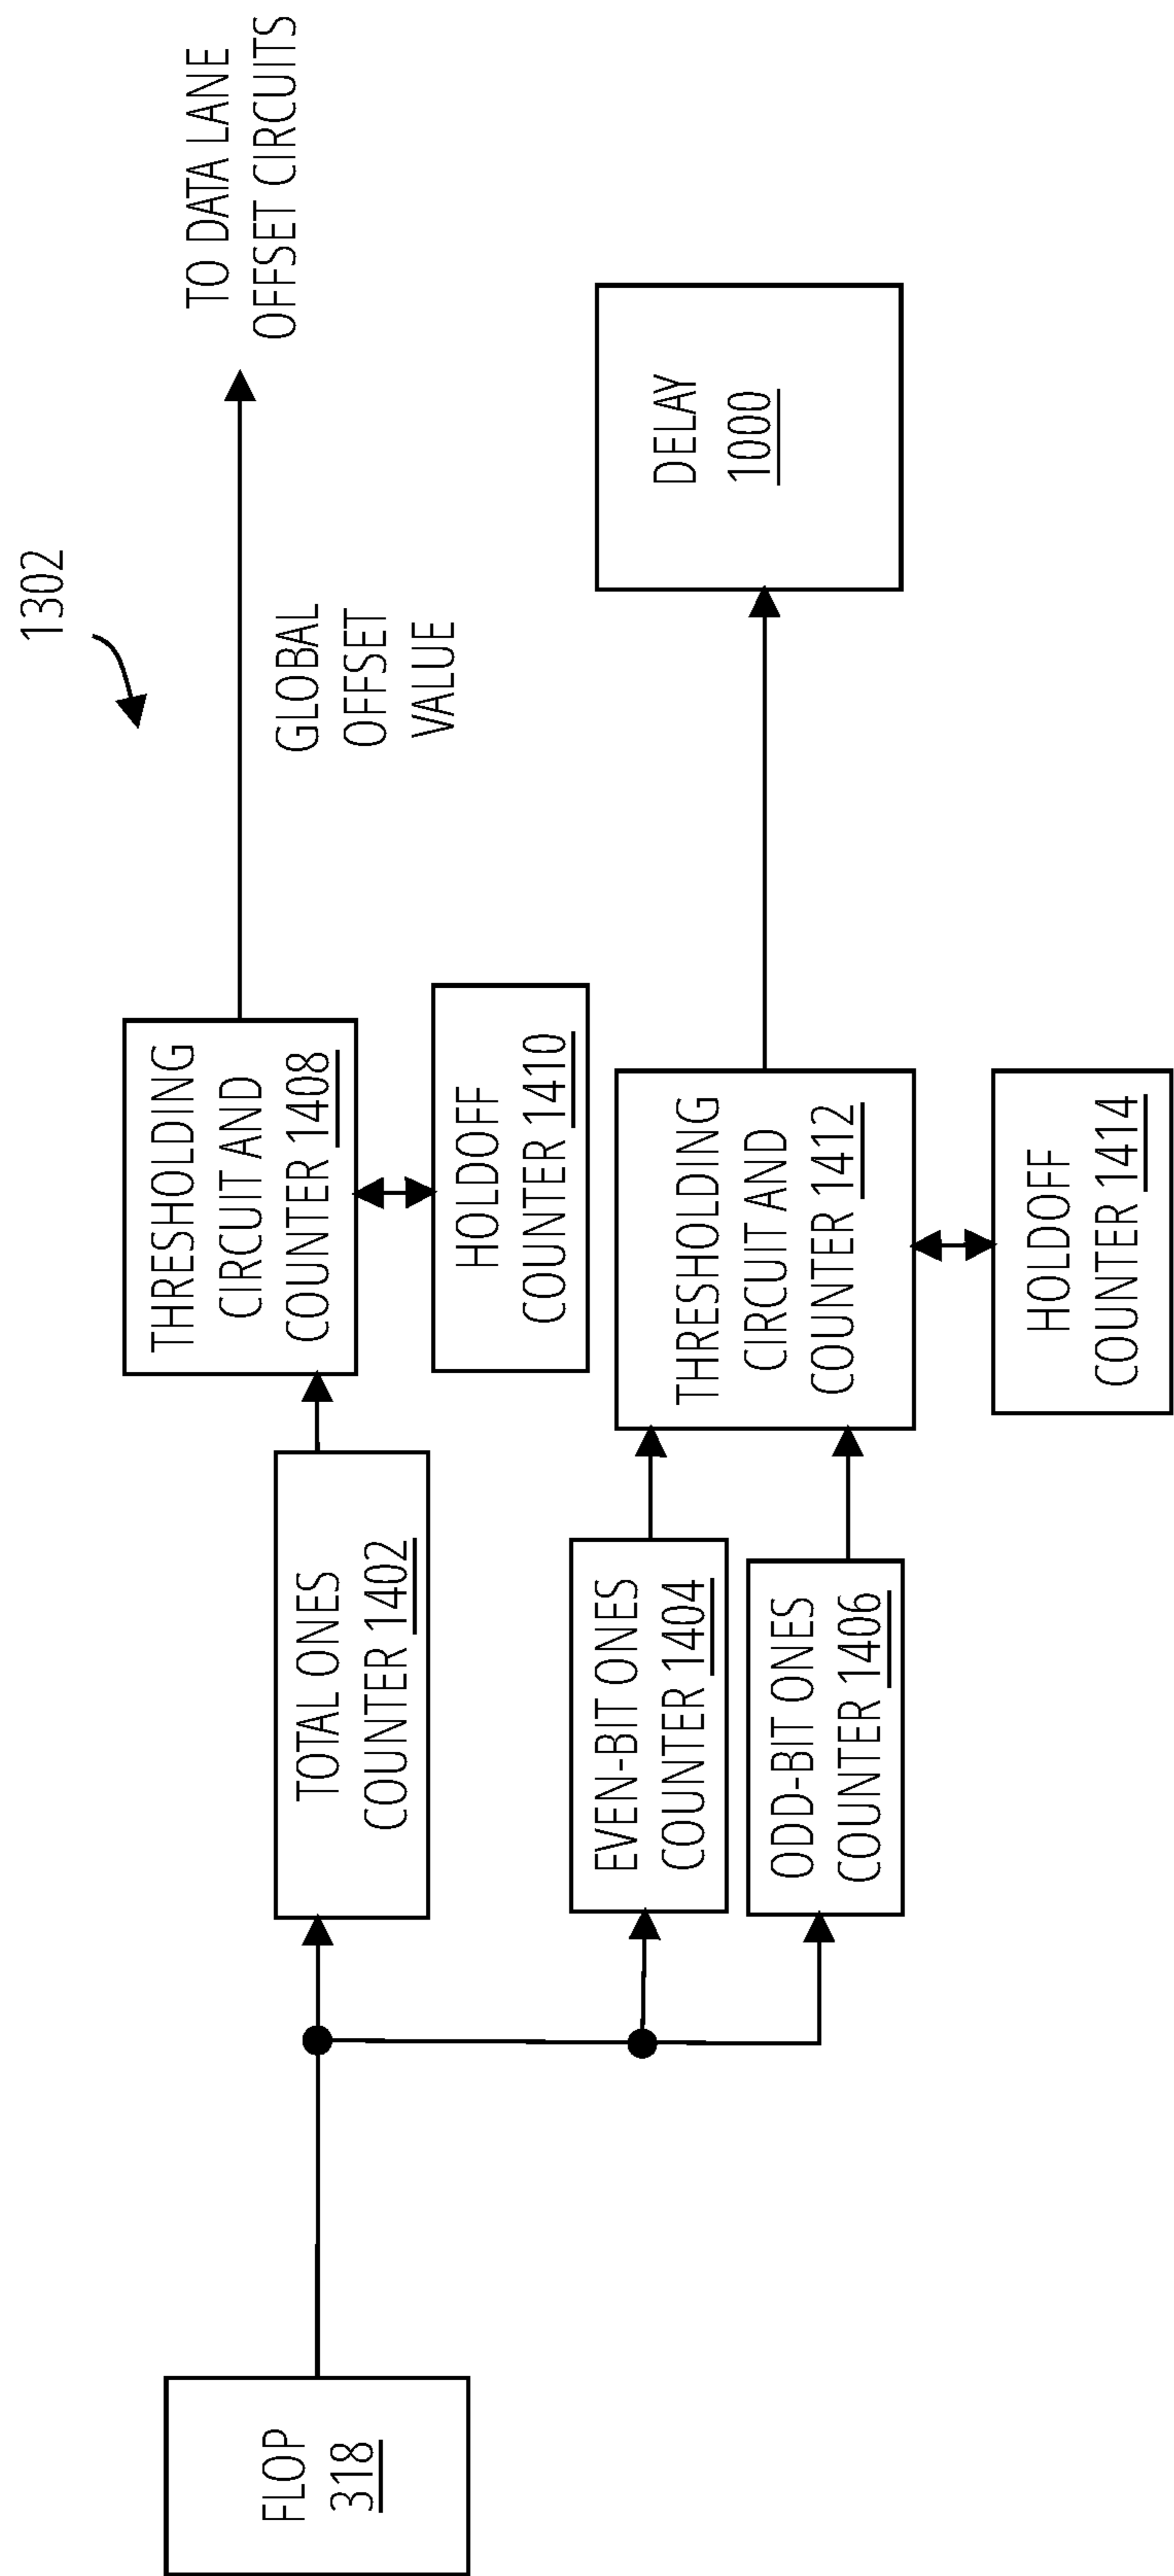 1302
TO DATA LANE
OFFSET CIRCUITS
GLOBAL
OFFSET
VALUE
THRESHOLDING
CIRCUIT AND
COUNTER 1408
HOLDOFF
COUNTER 1410
TOTAL ONES
COUNTER 1402
FLOP
318
EVEN-BIT ONES
COUNTER 1404
ODD-BIT ONES
COUNTER 1406
THRESHOLDING
CIRCUIT AND
COUNTER 1412
HOLDOFF
COUNTER 1414
DELAY
1000